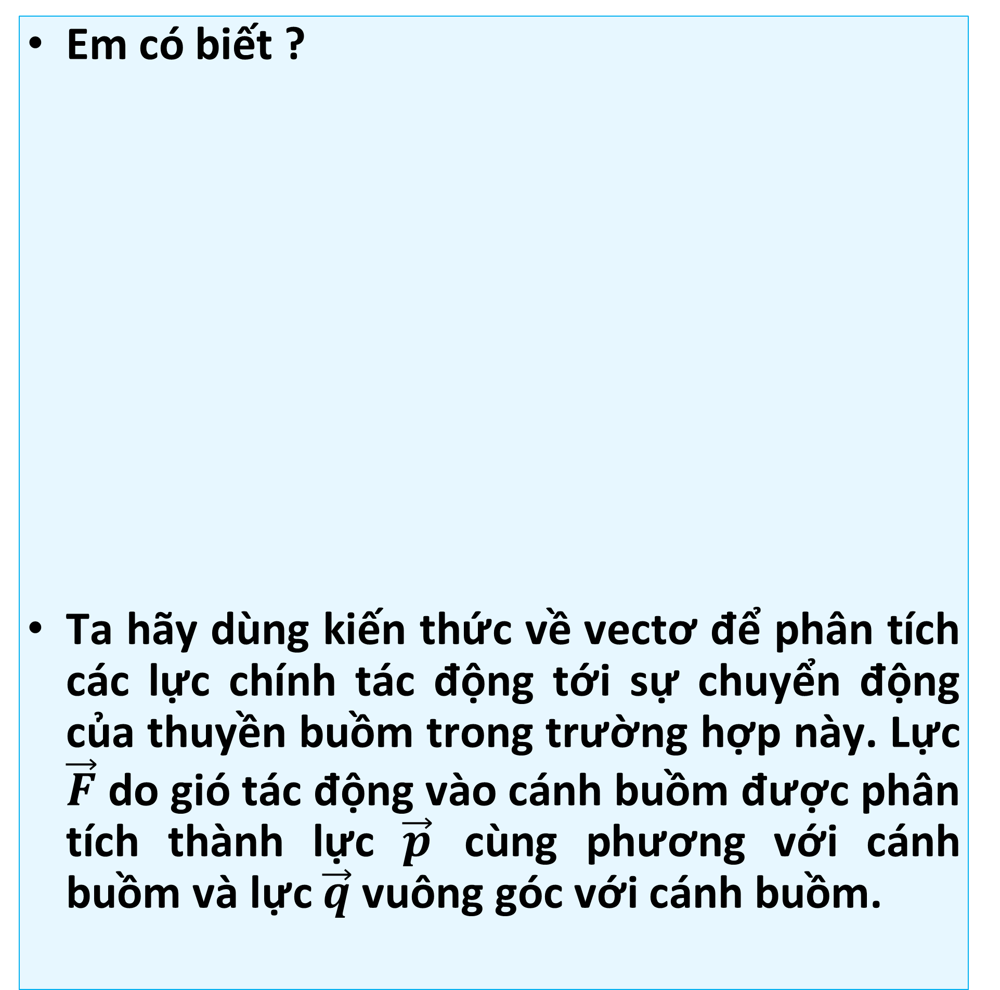 • Em có biết ?
• Ta hãy dùng kiến thức về vectơ để phân tích
các lực chính tác động tới sự chuyển động
của thuyền buồm trong trường hợp này. Lực
$\overrightarrow{F}$ do gió tác động vào cánh buồm được phân
tích thành lực $\overrightarrow{p}$ cùng phương với cánh
buồm và lực $\overrightarrow{q}$ vuông góc với cánh buồm.